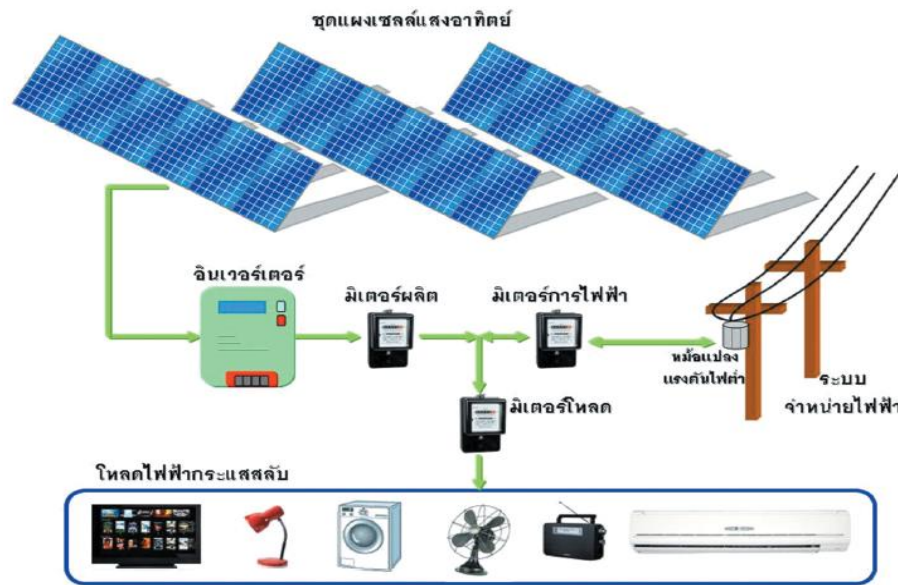 ชุดแผงเซลล์แสงอาทิตย์
อินเวอร์เตอร์
มิเตอร์ผลิต
มิเตอร์การไฟฟ้า
หม้อแปลง
แรงดันไฟต่ำ
ระบบ
จำหน่ายไฟฟ้า
มิเตอร์โหลด
โหลดไฟฟ้ากระแสสลับ